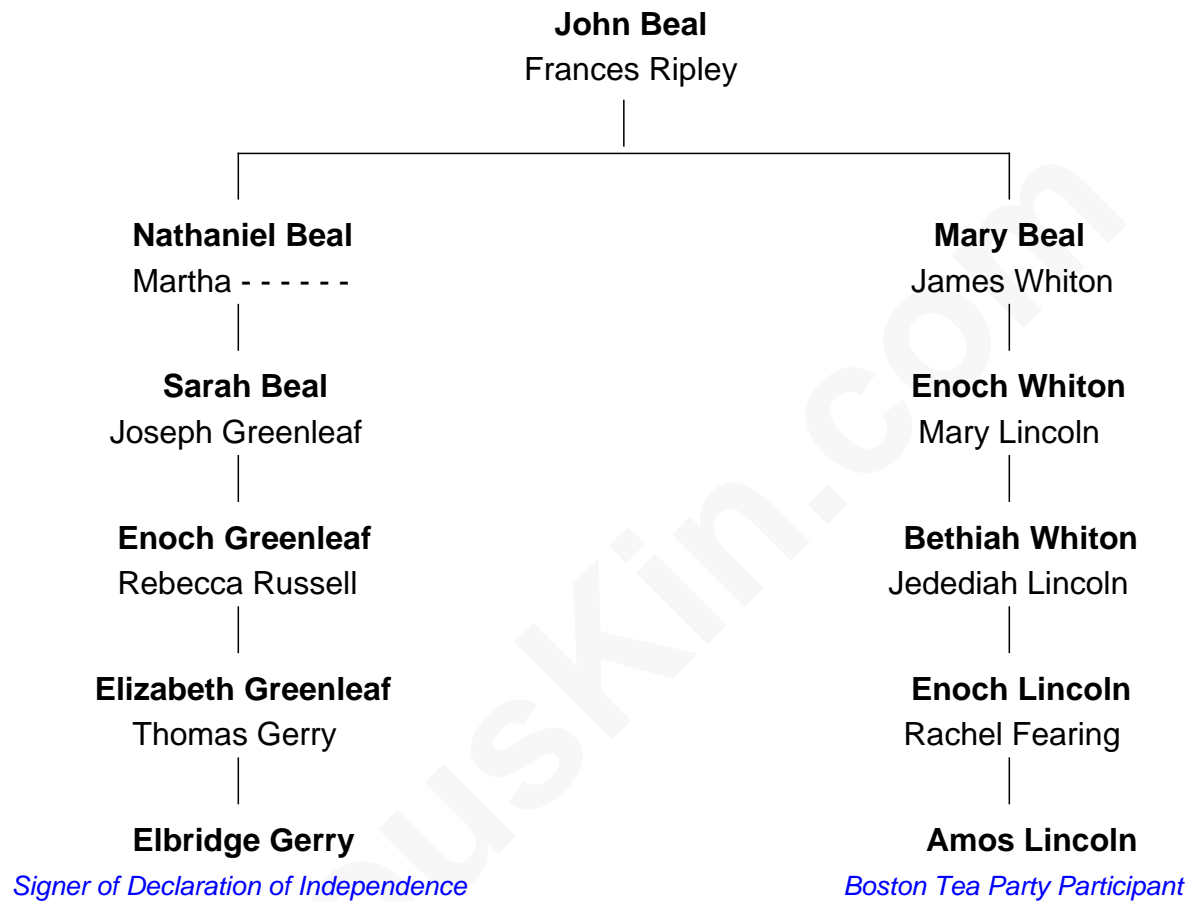 John Beal
Frances Ripley
Nathaniel Beal
Martha - - - - - -
Mary Beal
James Whiton
Sarah Beal
Joseph Greenleaf
Enoch Whiton
Mary Lincoln
Enoch Greenleaf
Rebecca Russell
Bethiah Whiton
Jedediah Lincoln
Elizabeth Greenleaf
Thomas Gerry
Enoch Lincoln
Rachel Fearing
Elbridge Gerry
Signer of Declaration of Independence
Amos Lincoln
Boston Tea Party Participant
usKin.com